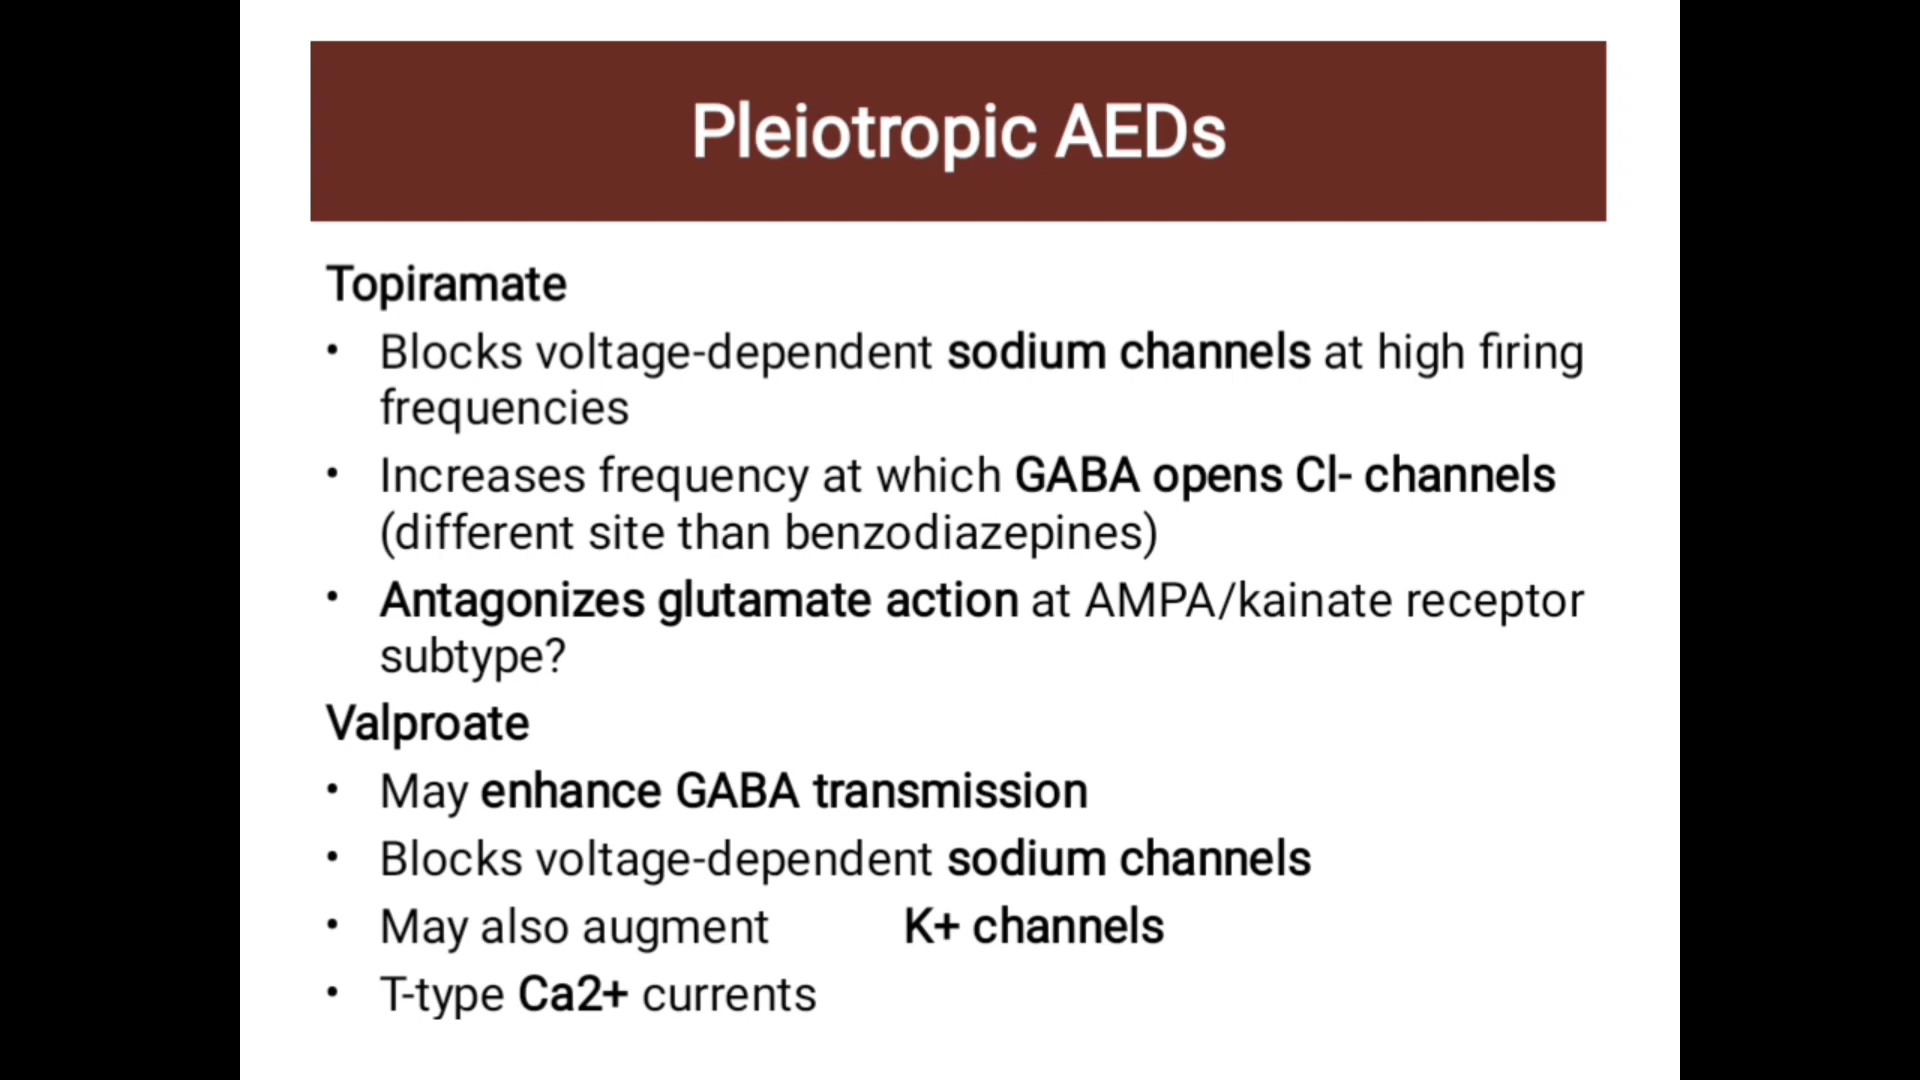 Pleiotropic AEDs
Topiramate
• Blocks voltage-dependent sodium channels at high firing
frequencies
• Increases frequency at which GABA opens Cl- channels
(different site than benzodiazepines)
• Antagonizes glutamate action at AMPA/kainate receptor
subtype?
Valproate
• May enhance GABA transmission
• Blocks voltage-dependent sodium channels
• May also augment K+ channels
• T-type Ca2+ currents